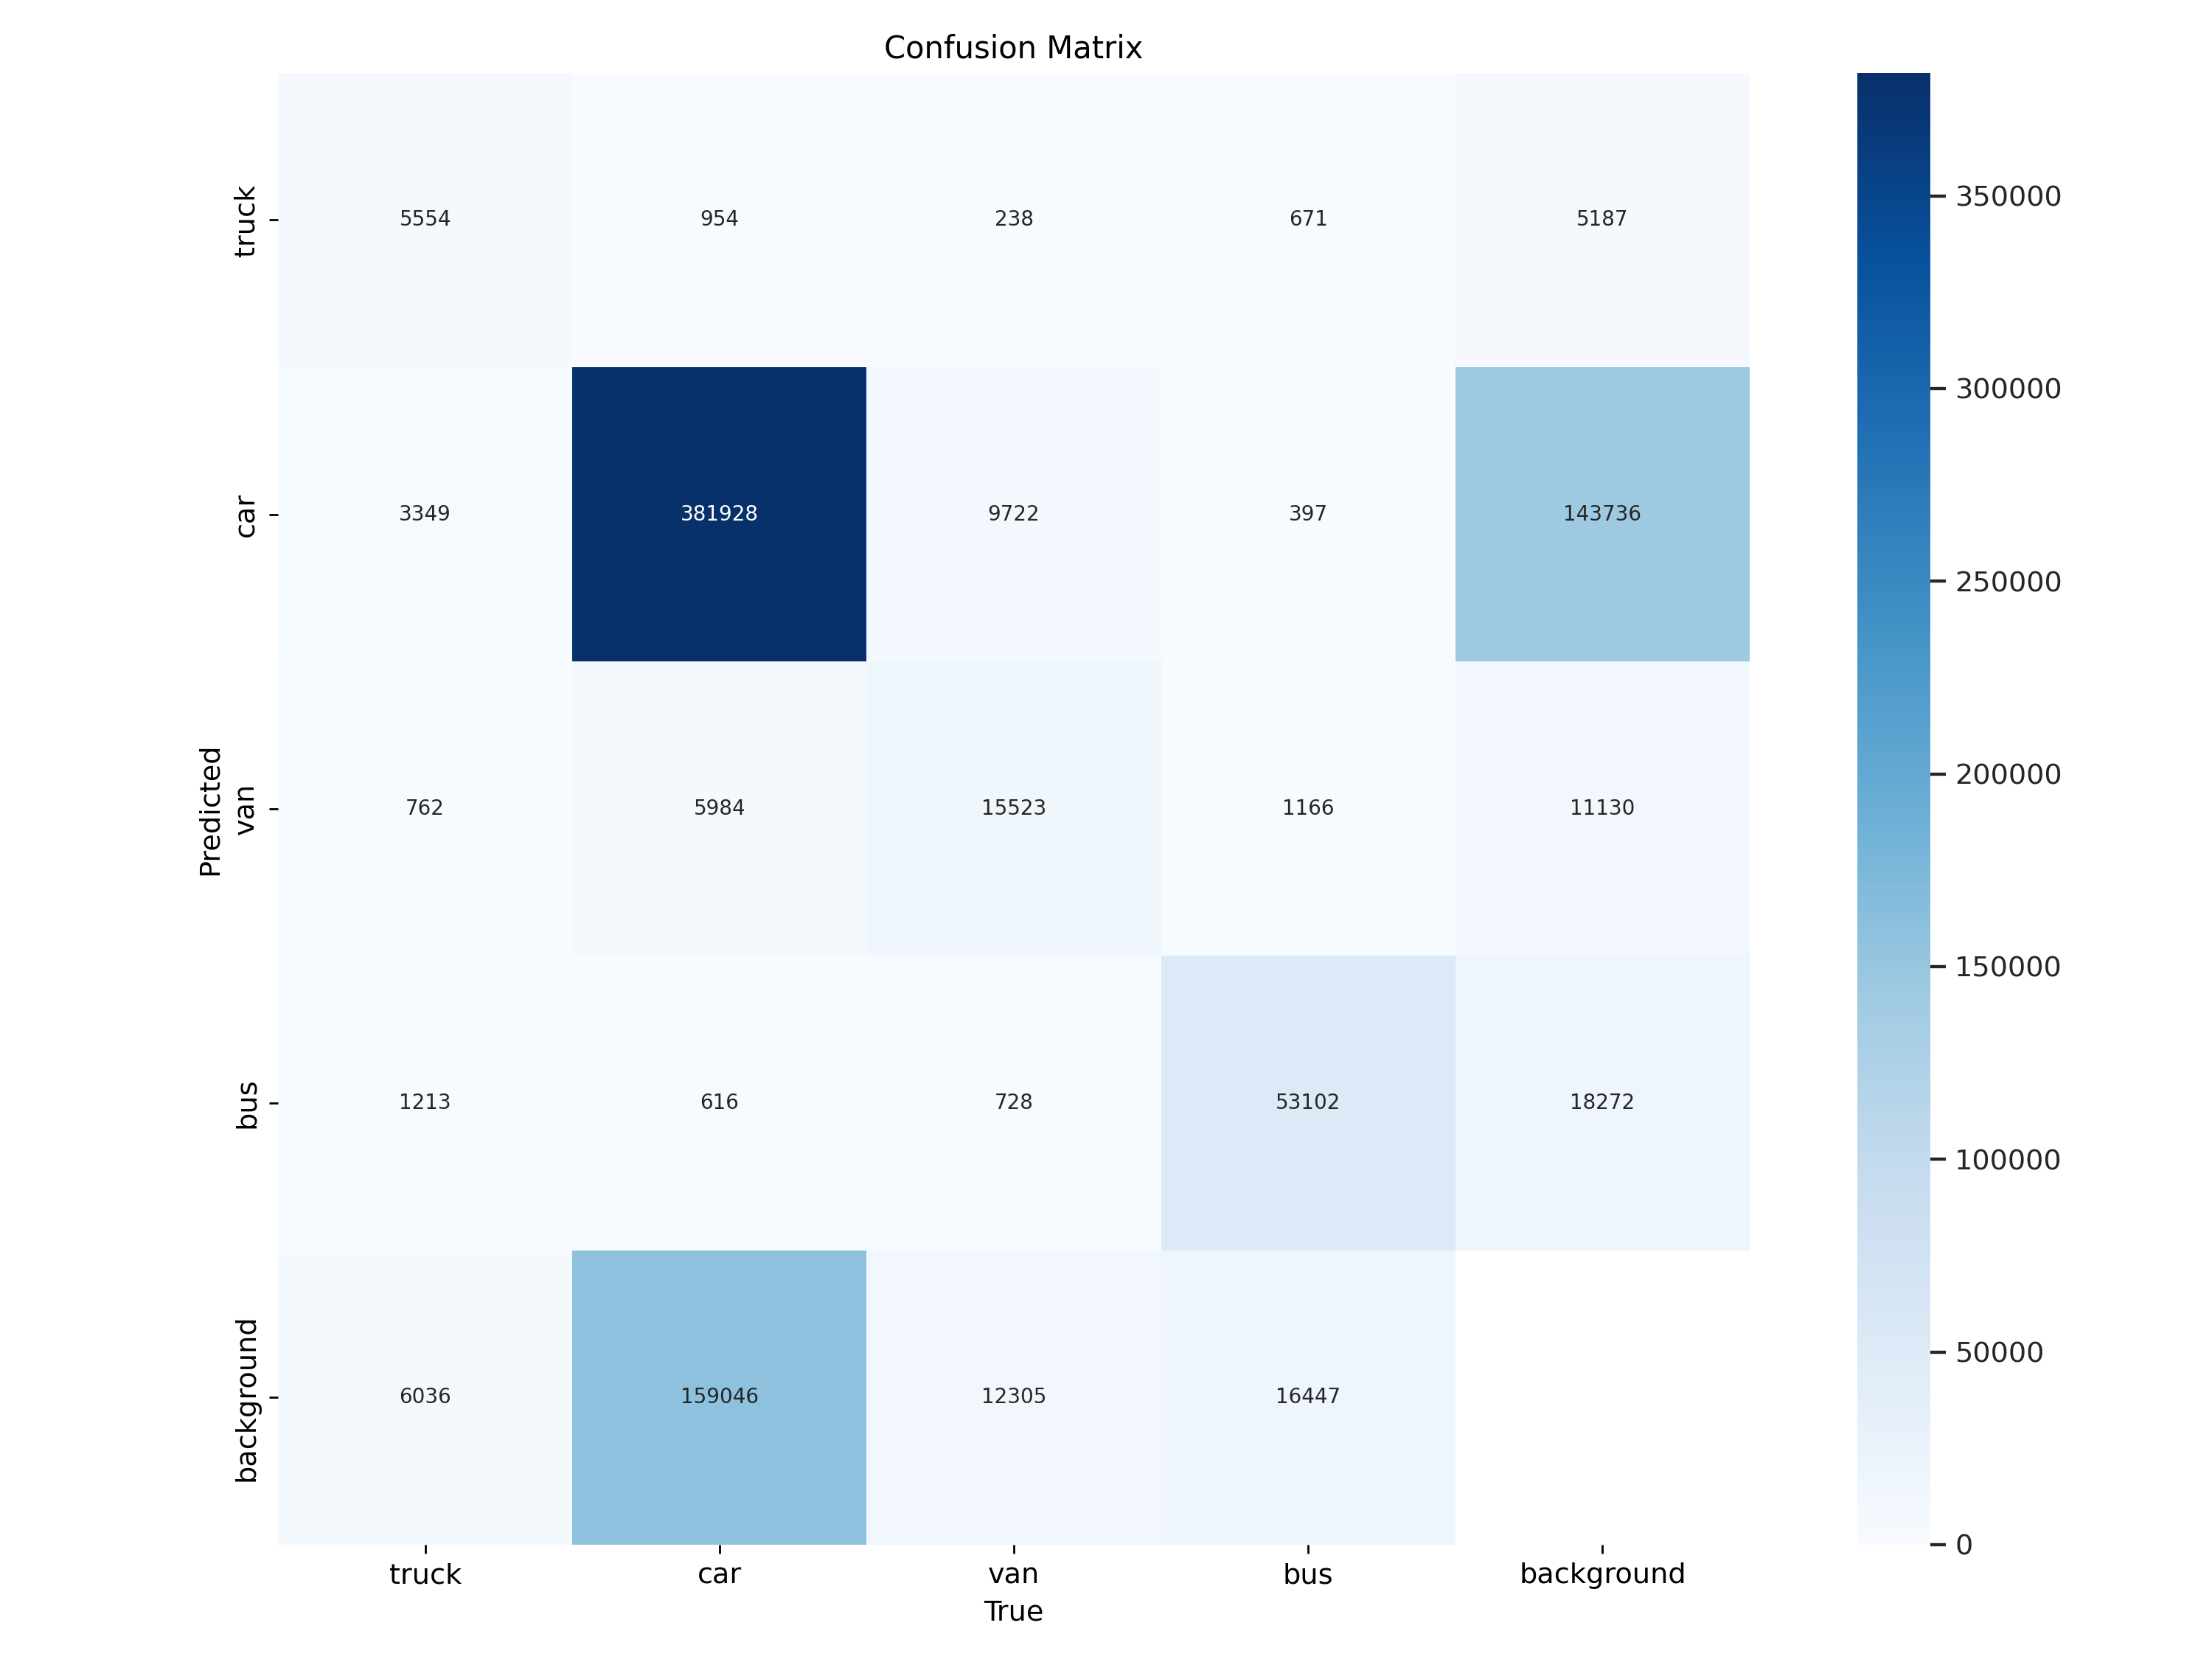 Confusion Matrix
truck 5554 954 238 671 5187
car 3349 381928 9722 397 143736
van 762 5984 15523 1166 11130
bus 1213 616 728 53102 18272
background 6036 159046 12305 16447
Predicted
truck car van bus background
True
350000
300000
250000
200000
150000
100000
50000
0